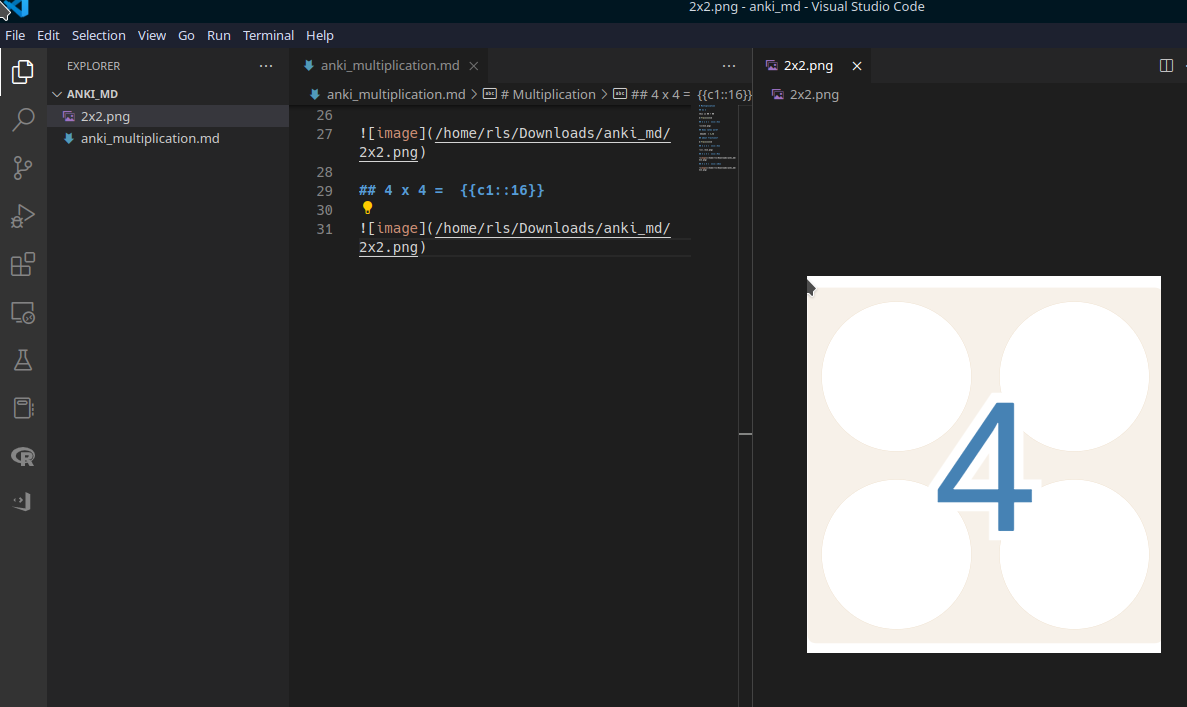 2x2.png - anki_md - Visual Studio Code
File Edit Selection View Go Run Terminal Help
EXPLORER
ANKI_MD
2x2.png
anki_multiplication.md
anki_multiplication.md
anki_multiplication.md > # Multiplication > ## 4 x 4 = {{c1::16}}
26
27 ![image](/home/rls/Downloads/anki_md/
2x2.png)
28
29 ## 4 x 4 =  {{c1::16}}
30
31 ![image](/home/rls/Downloads/anki_md/
2x2.png)
2x2.png
2x2.png
4